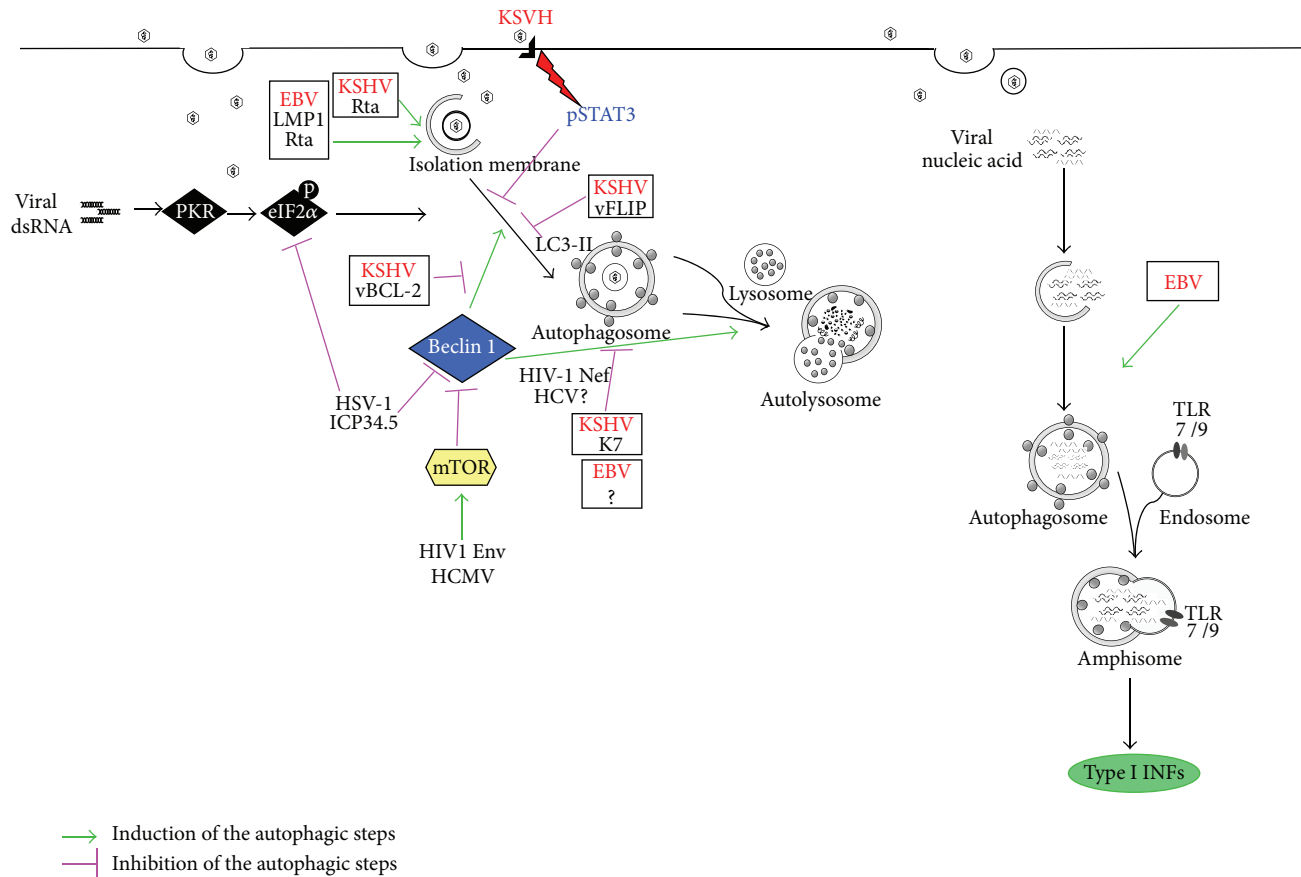 KSVH
EBV
LMP1
Rta
KSHV
Rta
pSTAT3
Isolation membrane
Viral
dsRNA
PKR
eIF2α
p
KSHV
vFLIP
LC3-II
KSHV
vBCL-2
Autophagosome
Lysosome
Beclin 1
HIV-1 Nef
HCV?
Autolysosome
HSV-1
ICP34.5
KSHV
K7
EBV
?
mTOR
HIV1 Env
HCMV
Viral
nucleic acid
EBV
TLR
7 /9
Autophagosome
Endosome
TLR
7 /9
Amphisome
Type I INFs
Induction of the autophagic steps
Inhibition of the autophagic steps